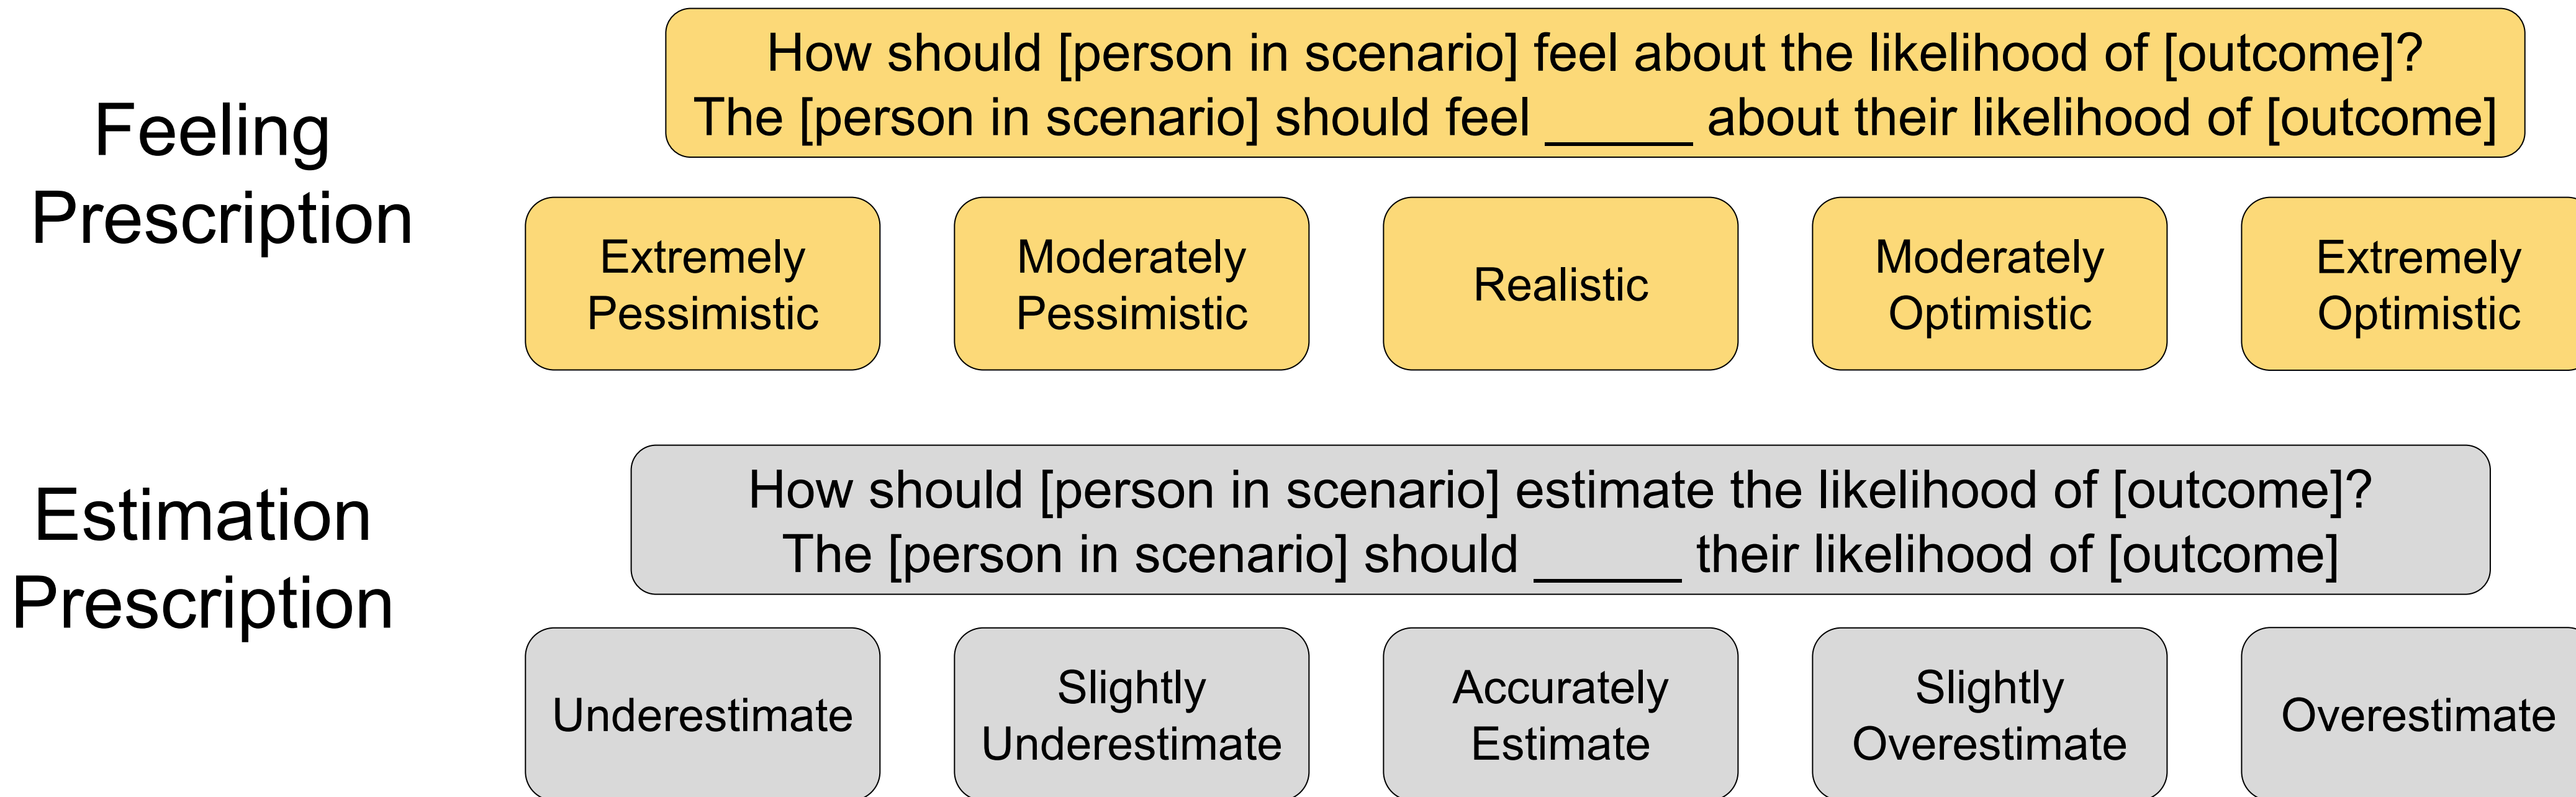 Feeling
Prescription
How should [person in scenario] feel about the likelihood of [outcome]?
The [person in scenario] should feel _____ about their likelihood of [outcome]
Extremely
Pessimistic
Moderately
Pessimistic
Realistic
Moderately
Optimistic
Extremely
Optimistic
Estimation
Prescription
How should [person in scenario] estimate the likelihood of [outcome]?
The [person in scenario] should _____ their likelihood of [outcome]
Underestimate
Slightly
Underestimate
Accurately
Estimate
Slightly
Overestimate
Overestimate